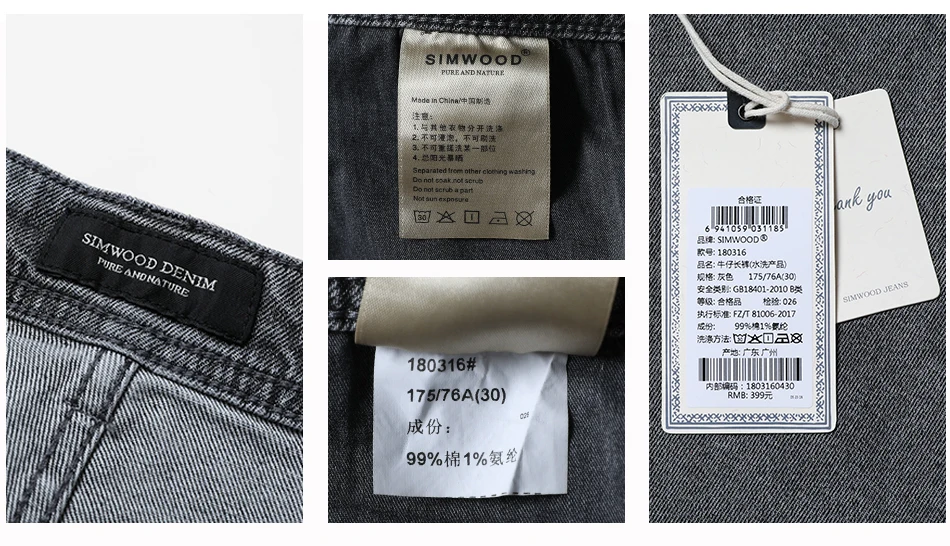 SIMWOOD DENIM
PURE AND NATURE
SIMWOOD®
PURE AND NATURE
Made in China/中国制造
注意:
1. 与其他衣物分开洗涤
2. 不可浸泡，不可刷洗
3. 不可重搓洗某一部位
4. 忌阳光暴晒
Separated from other clothing washing
Do not soak not scrub
Do not scrub a part
Not sun exposure
30
180316#
175/76A(30)
026
成份：
99%棉1%氨纶
合格证
6 941059 031185
品牌: SIMWOOD®
款号: 180316
品名: 牛仔长裤(水洗产品)
规格: 灰色 175/76A(30)
安全类别: GB18401-2010 B类
等级: 合格品 检验: 026
执行标准: FZ/T 81006-2017
成份: 99%棉1%氨纶
洗涤方法:
产地: 广东 广州
内部编码：1803160430
RMB: 399元
ank you
SIMWOOD JEANS